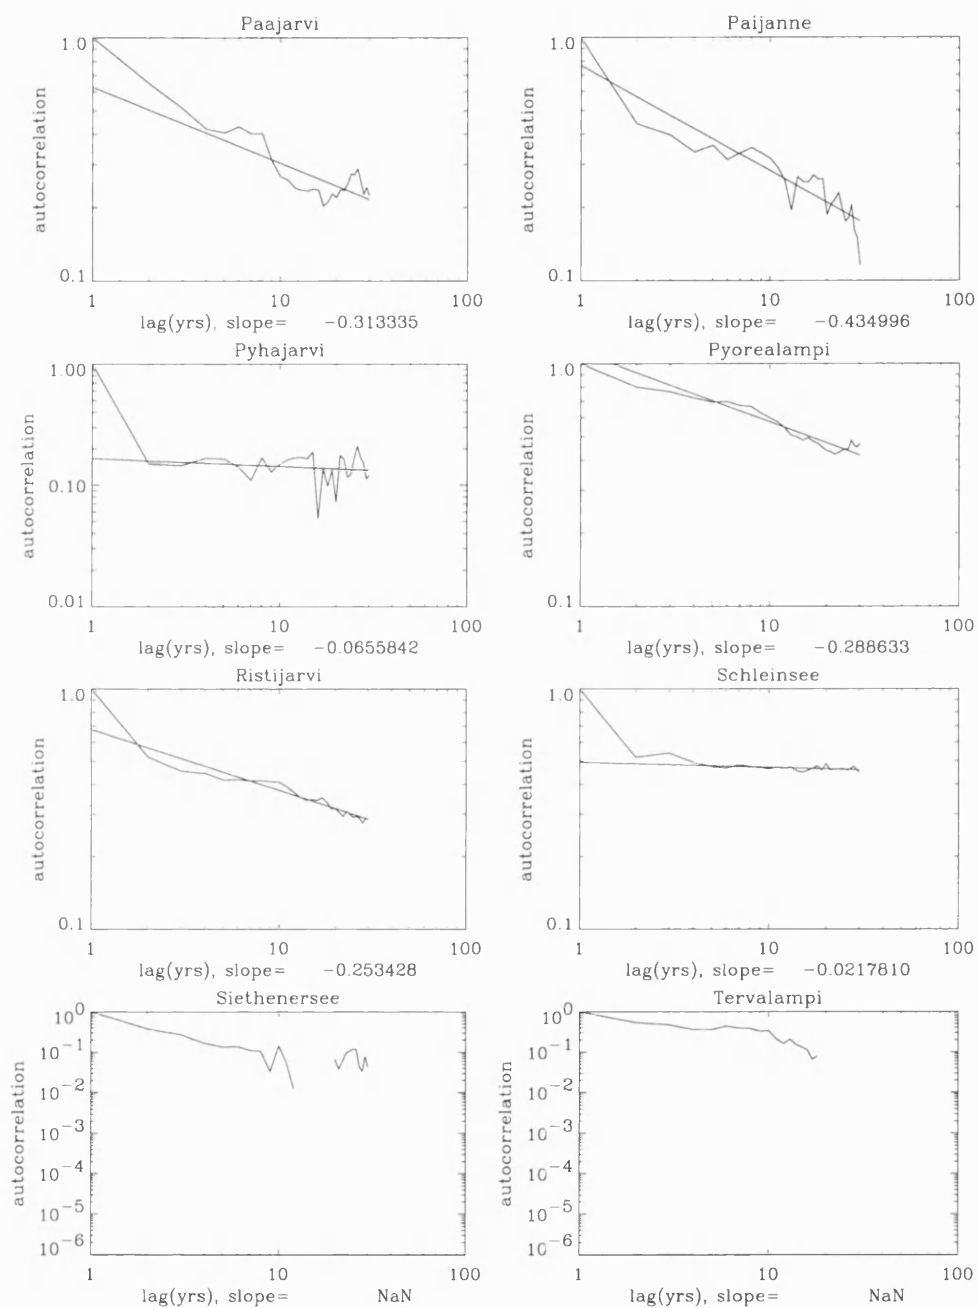 Paajarvi
1.0
0.1
autocorrelation
1 10 100
lag(yrs), slope= -0.313335
Paijanne
1.0
0.1
autocorrelation
1 10 100
lag(yrs), slope= -0.434996
Pyhajarvi
1.00
0.10
0.01
autocorrelation
1 10 100
lag(yrs), slope= -0.0655842
Pyorealampi
1.0
0.1
autocorrelation
1 10 100
lag(yrs), slope= -0.288633
Ristijarvi
1.0
0.1
autocorrelation
1 10 100
lag(yrs), slope= -0.253428
Schleinsee
1.0
0.1
autocorrelation
1 10 100
lag(yrs), slope= -0.0217810
Siethenersee
10⁰
10⁻¹
10⁻²
10⁻³
10⁻⁴
10⁻⁵
10⁻⁶
autocorrelation
1 10 100
lag(yrs), slope= NaN
Tervalampi
10⁰
10⁻¹
10⁻²
10⁻³
10⁻⁴
10⁻⁵
10⁻⁶
autocorrelation
1 10 100
lag(yrs), slope= NaN